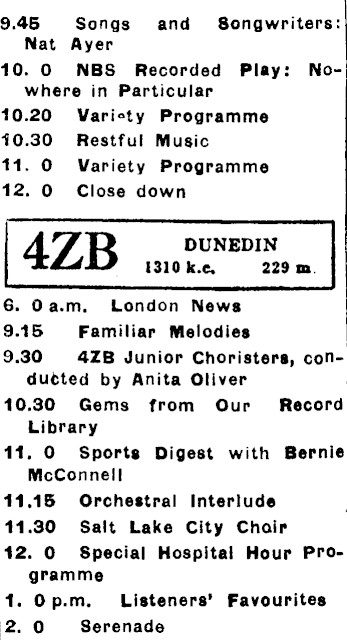 9.45 Songs and Songwriters:
Nat Ayer
10. 0 NBS Recorded Play: No-
where in Particular
10.20 Variety Programme
10.30 Restful Music
11. 0 Variety Programme
12. 0 Close down
4ZB DUNEDIN
1310 k.c. 229 m.
6. 0 a.m. London News
9.15 Familiar Melodies
9.30 4ZB Junior Choristers, con-
ducted by Anita Oliver
10.30 Gems from Our Record
Library
11. 0 Sports Digest with Bernie
McConnell
11.15 Orchestral Interlude
11.30 Salt Lake City Choir
12. 0 Special Hospital Hour Pro-
gramme
1. 0 p.m. Listeners' Favourites
2. 0 Serenade